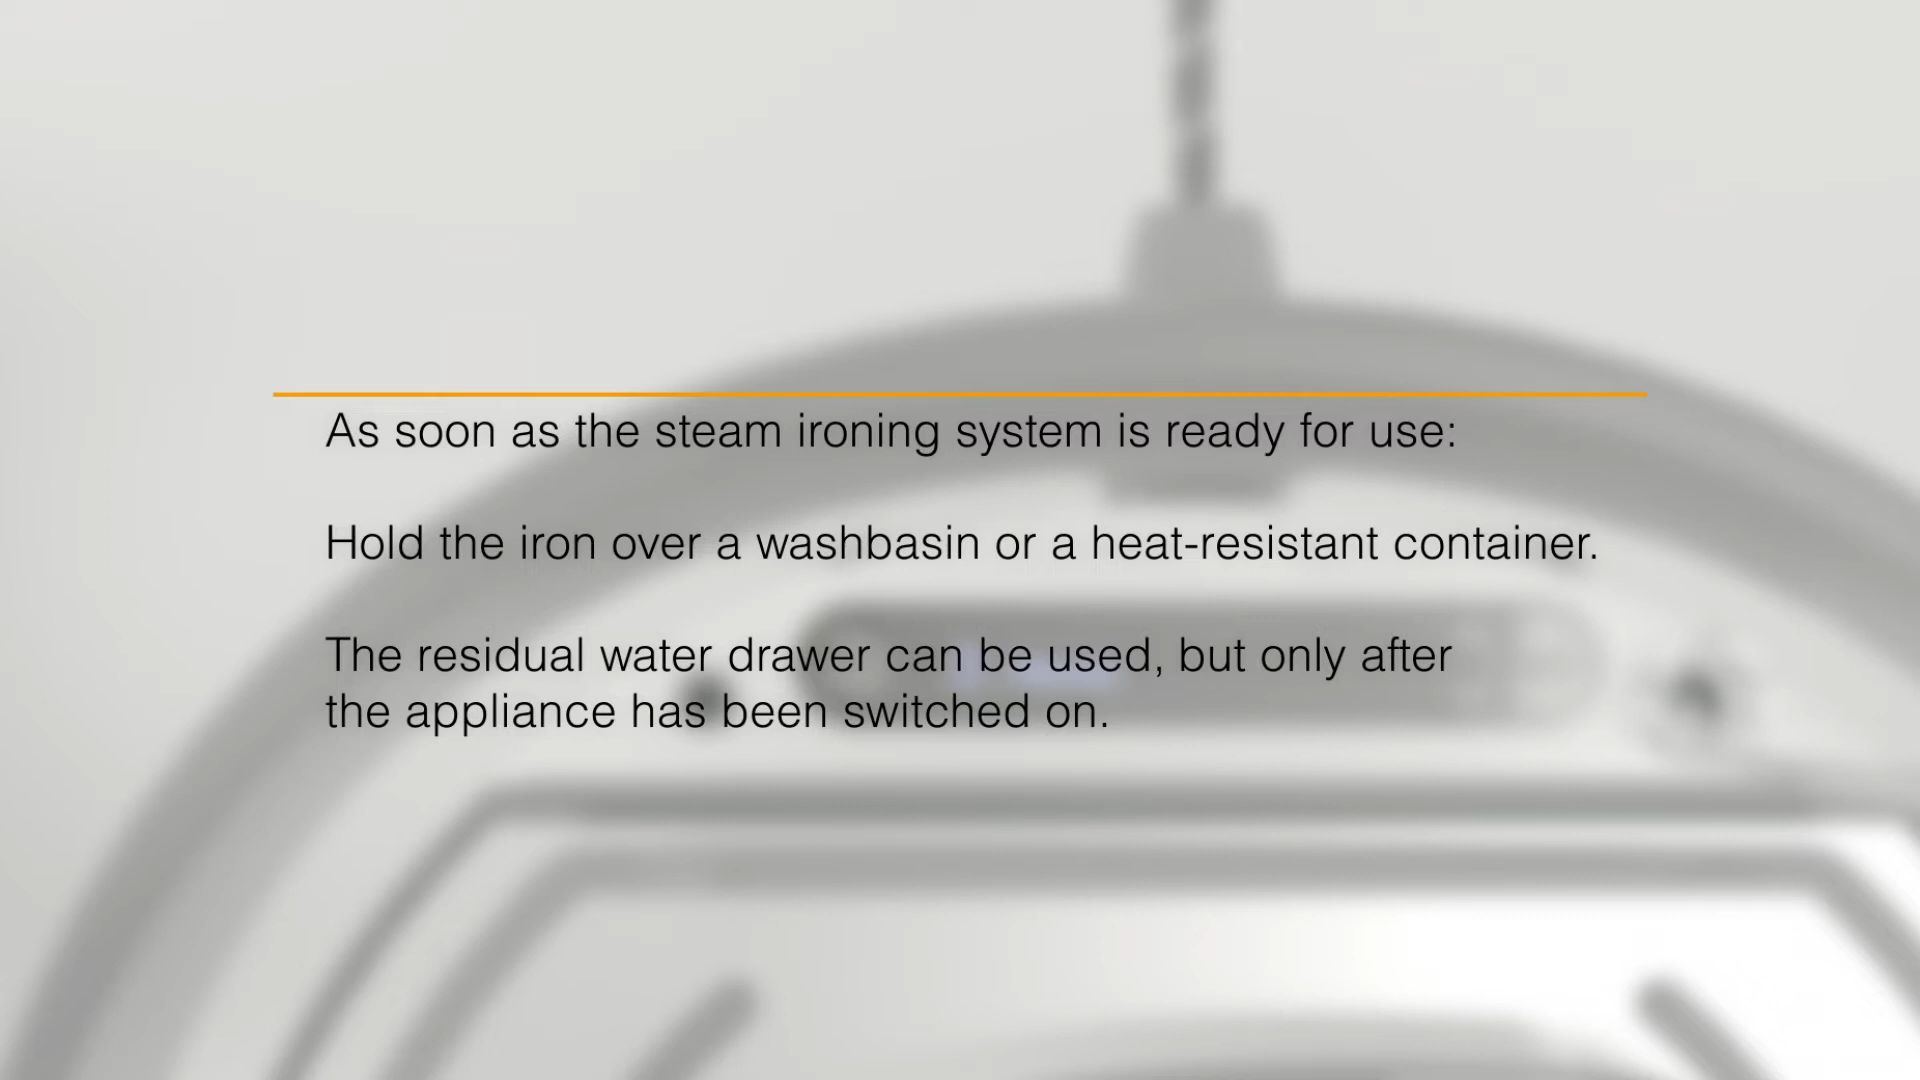 As soon as the steam ironing system is ready for use:
Hold the iron over a washbasin or a heat-resistant container.
The residual water drawer can be used, but only after
the appliance has been switched on.